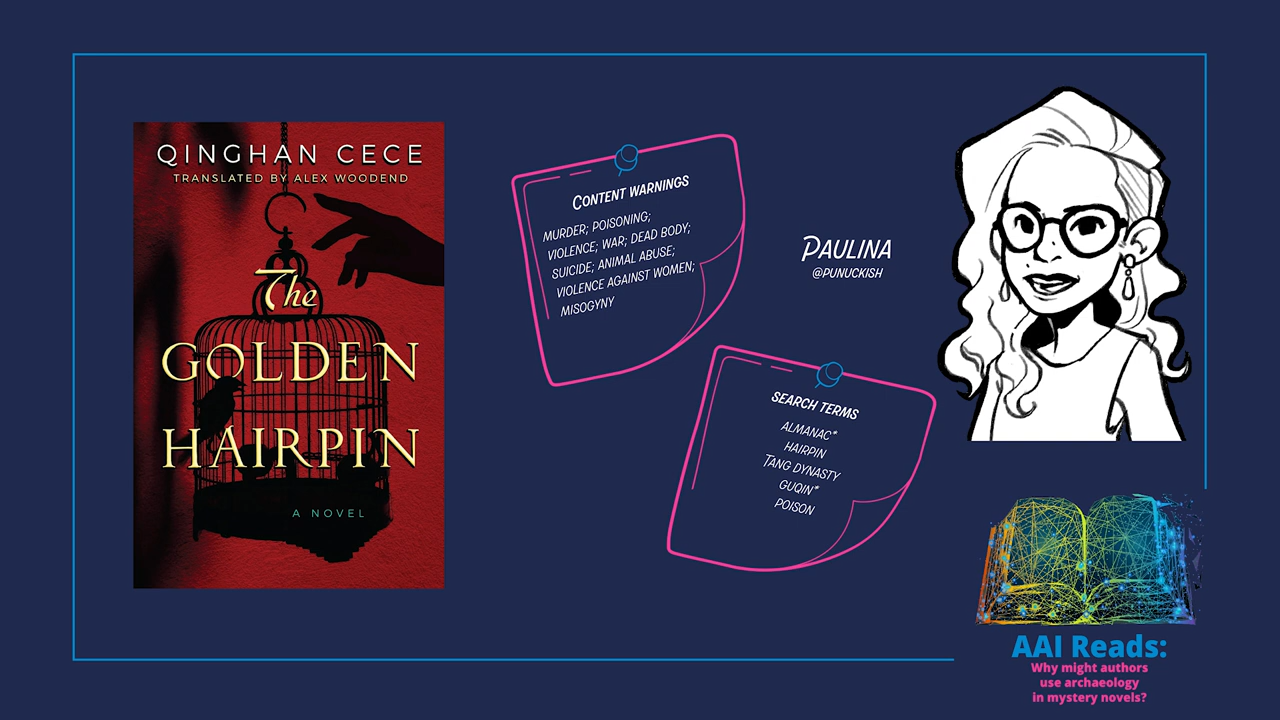 QINGHAN CECE
TRANSLATED BY ALEX WOODEND
The
GOLDEN
HAIRPIN
A NOVEL
CONTENT WARNINGS
MURDER; POISONING;
VIOLENCE; WAR; DEAD BODY;
SUICIDE; ANIMAL ABUSE;
VIOLENCE AGAINST WOMEN;
MISOGYNY
PAULINA
@PUNUCKISH
SEARCH TERMS
ALMANAC*
HAIRPIN
TANG DYNASTY
GUQIN*
POISON
AAI Reads:
Why might authors
use archaeology
in mystery novels?